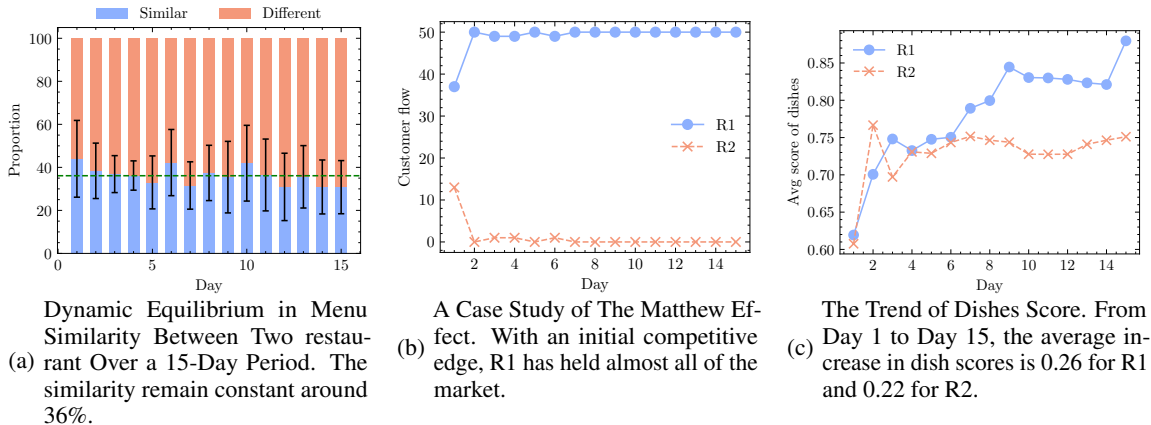 Similar Different
100
80
60
40
20
0
Proportion
0 5 10 15
Day
(a) Dynamic Equilibrium in Menu
Similarity Between Two restau-
rant Over a 15-Day Period. The
similarity remain constant around
36%.
50
40
30
20
10
0
Customer flow
R1
R2
2 4 6 8 10 12 14
Day
(b) A Case Study of The Matthew Ef-
fect. With an initial competitive
edge, R1 has held almost all of the
market.
R1
R2
0.85
0.80
0.75
0.70
0.65
0.60
Avg score of dishes
2 4 6 8 10 12 14
Day
(c) The Trend of Dishes Score. From
Day 1 to Day 15, the average in-
crease in dish scores is 0.26 for R1
and 0.22 for R2.